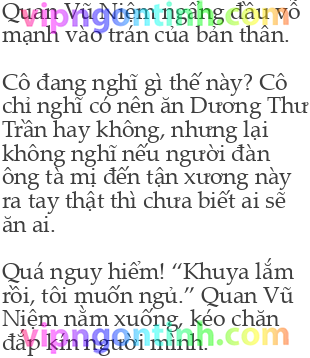 Quan Vũ Niệm ngẩng đầu vỗ
mạnh vào trán của bản thân.
Cô đang nghĩ gì thế này? Cô
chỉ nghĩ có nên ăn Dương Thư
Trần hay không, nhưng lại
không nghĩ nếu người đàn
ông tà mị đến tận xương này
ra tay thật thì chưa biết ai sẽ
ăn ai.
Quá nguy hiểm! “Khuya lắm
rồi, tôi muốn ngủ.” Quan Vũ
Niệm nằm xuống, kéo chăn
đắp kín người mình.
vipngontinh.com
vipngontinh.com